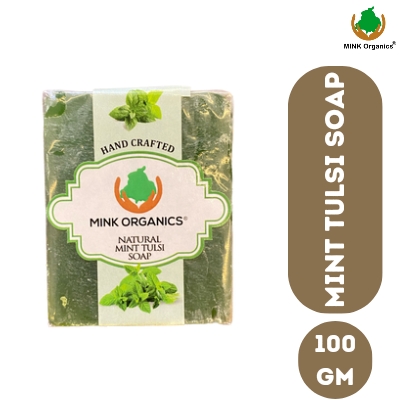 MINK Organics®
HAND CRAFTED
MINK ORGANICS®
NATURAL
MINT TULSI
SOAP
MINT TULSI SOAP
100
GM